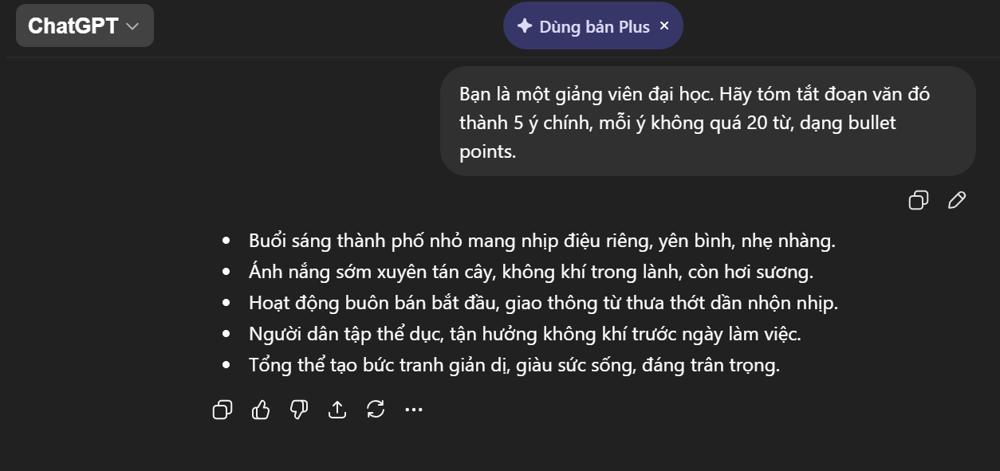 ChatGPT
Dùng bản Plus
Bạn là một giảng viên đại học. Hãy tóm tắt đoạn văn đó
thành 5 ý chính, mỗi ý không quá 20 từ, dạng bullet
points.
Buổi sáng thành phố nhỏ mang nhịp điệu riêng, yên bình, nhẹ nhàng.
Ánh nắng sớm xuyên tán cây, không khí trong lành, còn hơi sương.
Hoạt động buôn bán bắt đầu, giao thông từ thưa thớt dần nhộn nhịp.
Người dân tập thể dục, tận hưởng không khí trước ngày làm việc.
Tổng thể tạo bức tranh giản dị, giàu sức sống, đáng trân trọng.